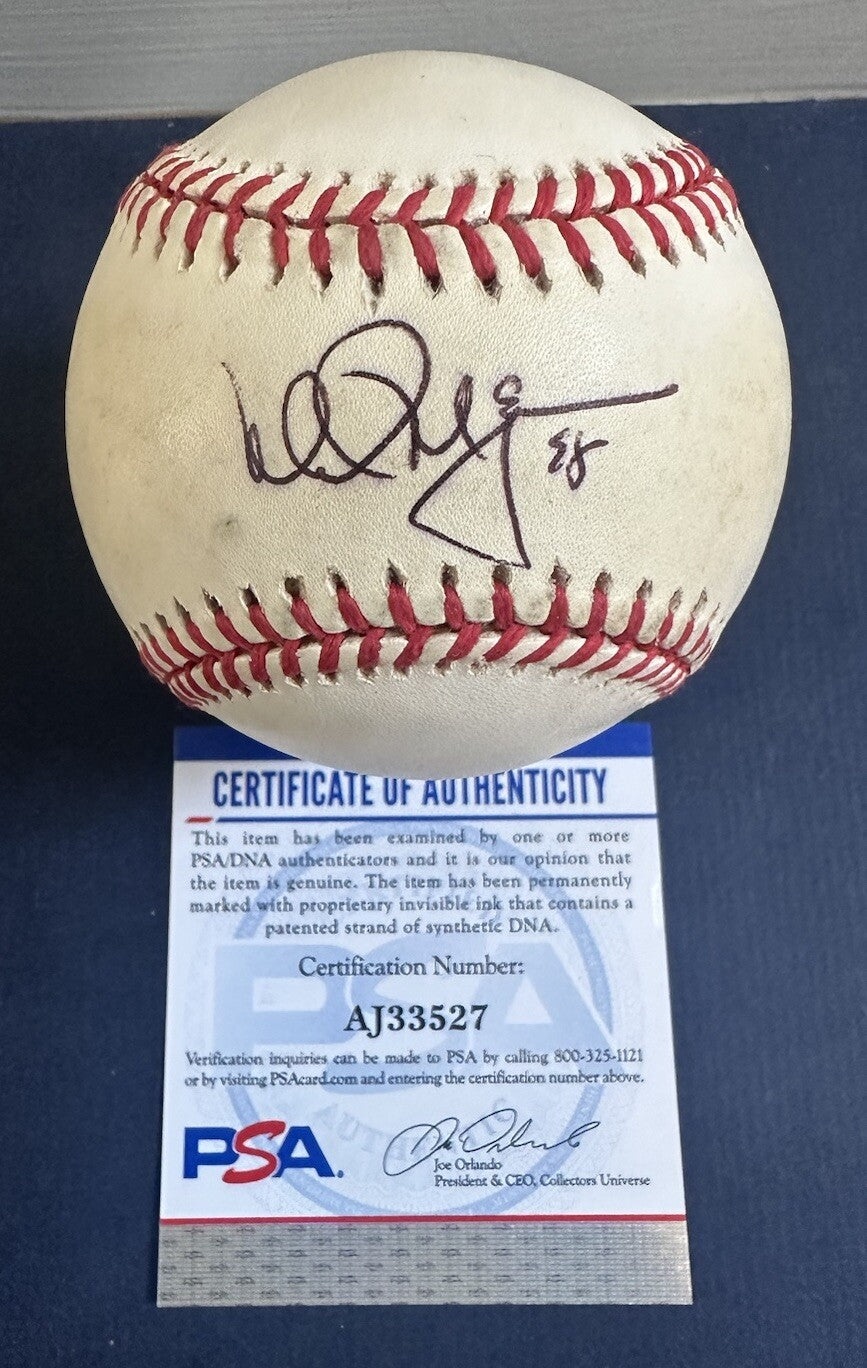 CERTIFICATE OF AUTHENTICITY
This item has been examined by one or more
PSA/DNA authenticators and it is our opinion that
the item is genuine. The item has been permanently
marked with proprietary invisible ink that contains a
patented strand of synthetic DNA.
Certification Number:
AJ33527
Verification inquiries can be made to PSA by calling 800-325-1121
or by visiting PSAcard.com and entering the certification number above.
PSA.
Joe Orlando
President & CEO, Collectors Universe